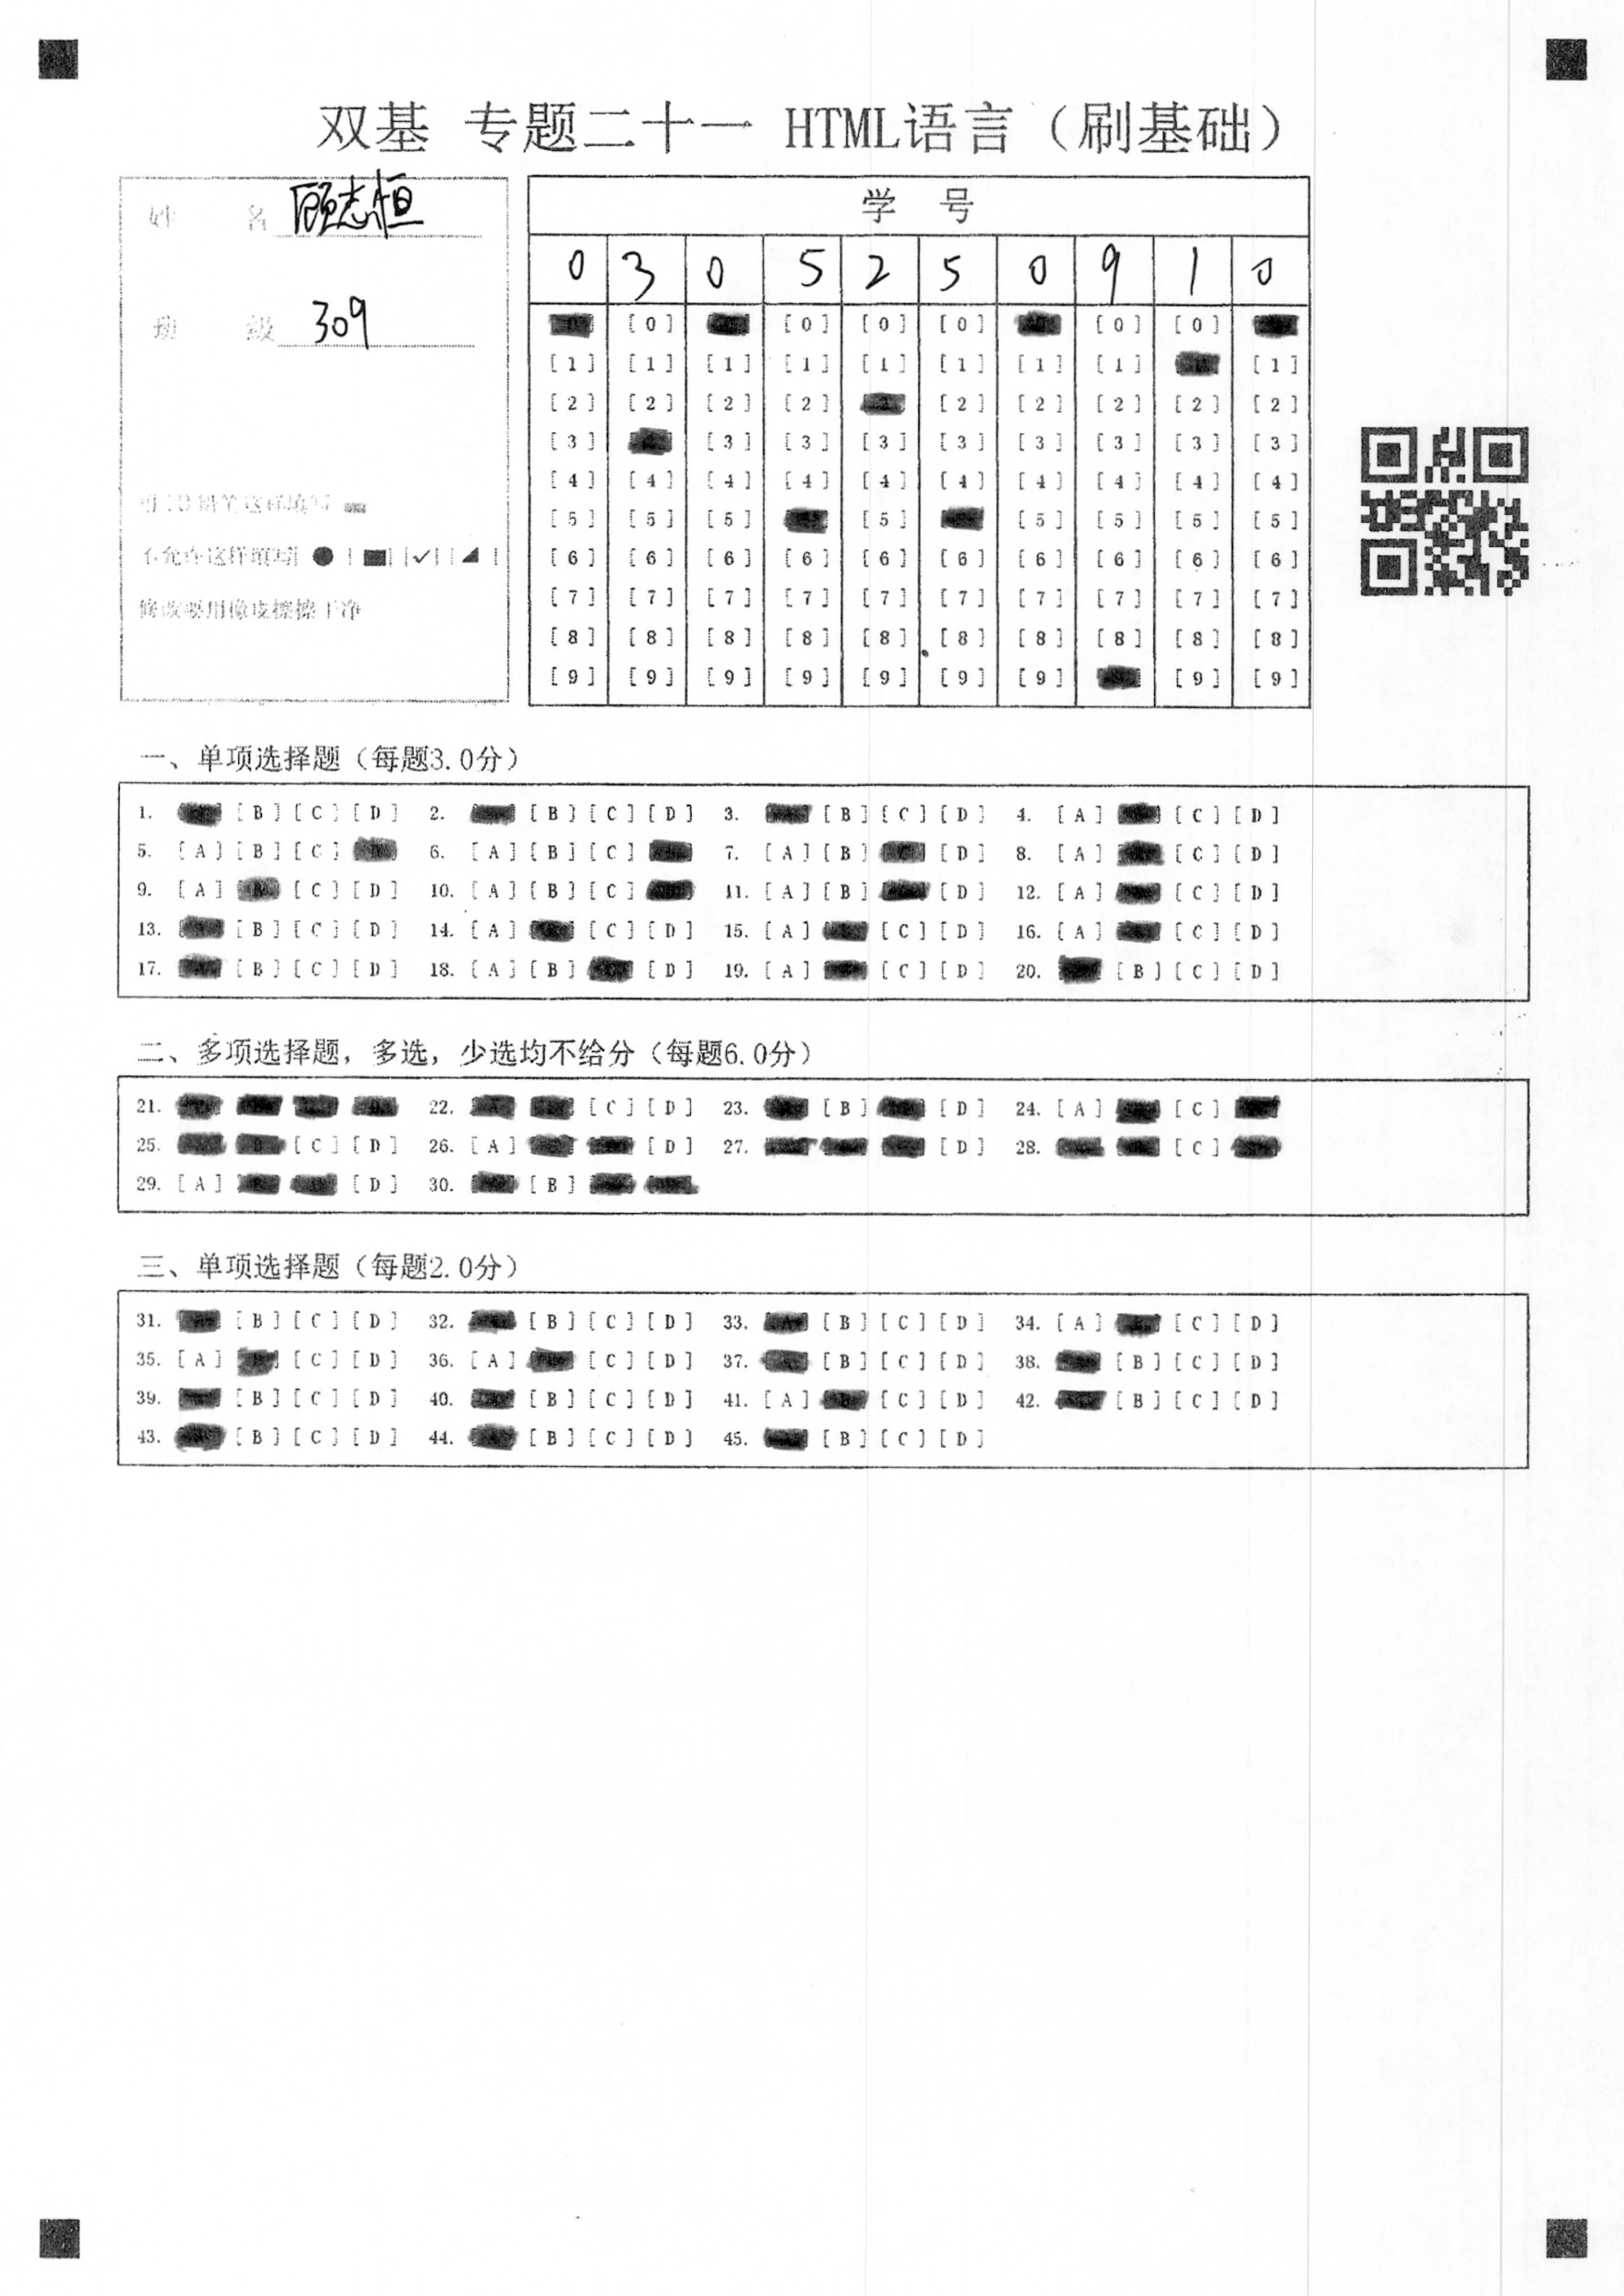 双基 专题二十一 HTML语言（刷基础）
姓 名 顾志恒
班 级 309
不允许这样填写
修改要用橡皮擦擦干净
学 号
0 3 0 5 2 5 0 9 1 0
[0] [0] [0] [0] [0] [0]
[1] [1] [1] [1] [1] [1] [1] [1] [1]
[2] [2] [2] [2] [2] [2] [2] [2] [2]
[3] [3] [3] [3] [3] [3] [3] [3] [3]
[4] [4] [4] [4] [4] [4] [4] [4] [4] [4]
[5] [5] [5] [5] [5] [5] [5] [5]
[6] [6] [6] [6] [6] [6] [6] [6] [6] [6]
[7] [7] [7] [7] [7] [7] [7] [7] [7] [7]
[8] [8] [8] [8] [8] [8] [8] [8] [8] [8]
[9] [9] [9] [9] [9] [9] [9] [9] [9]
一、单项选择题（每题3.0分）
1. [B] [C] [D] 2. [B] [C] [D] 3. [B] [C] [D] 4. [A] [C] [D]
5. [A] [B] [C] 6. [A] [B] [C] 7. [A] [B] [D] 8. [A] [C] [D]
9. [A] [C] [D] 10. [A] [B] [C] 11. [A] [B] [D] 12. [A] [C] [D]
13. [B] [C] [D] 14. [A] [C] [D] 15. [A] [C] [D] 16. [A] [C] [D]
17. [B] [C] [D] 18. [A] [B] [D] 19. [A] [C] [D] 20. [B] [C] [D]
二、多项选择题，多选，少选均不给分（每题6.0分）
21. 22. [C] [D] 23. [B] [D] 24. [A] [C]
25. [C] [D] 26. [A] [D] 27. [D] 28. [C]
29. [A] [D] 30. [B]
三、单项选择题（每题2.0分）
31. [B] [C] [D] 32. [B] [C] [D] 33. [B] [C] [D] 34. [A] [C] [D]
35. [A] [C] [D] 36. [A] [C] [D] 37. [B] [C] [D] 38. [B] [C] [D]
39. [B] [C] [D] 40. [B] [C] [D] 41. [A] [C] [D] 42. [B] [C] [D]
43. [B] [C] [D] 44. [B] [C] [D] 45. [B] [C] [D]